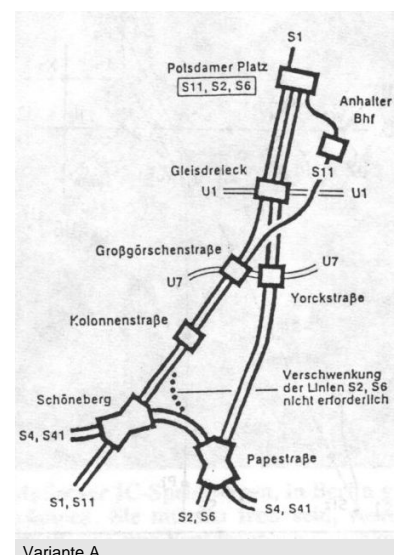 S1
Potsdamer Platz
S11, S2, S6
Anhalter
Bhf
Gleisdreieck
S11
U1
U1
Großgörschenstraße
U7
U7
Yorckstraße
Kolonnenstraße
Verschwenkung
der Linien S2, S6
nicht erforderlich
Schöneberg
S4, S41
Papestraße
S1, S11
S2, S6
S4, S41
Variante A